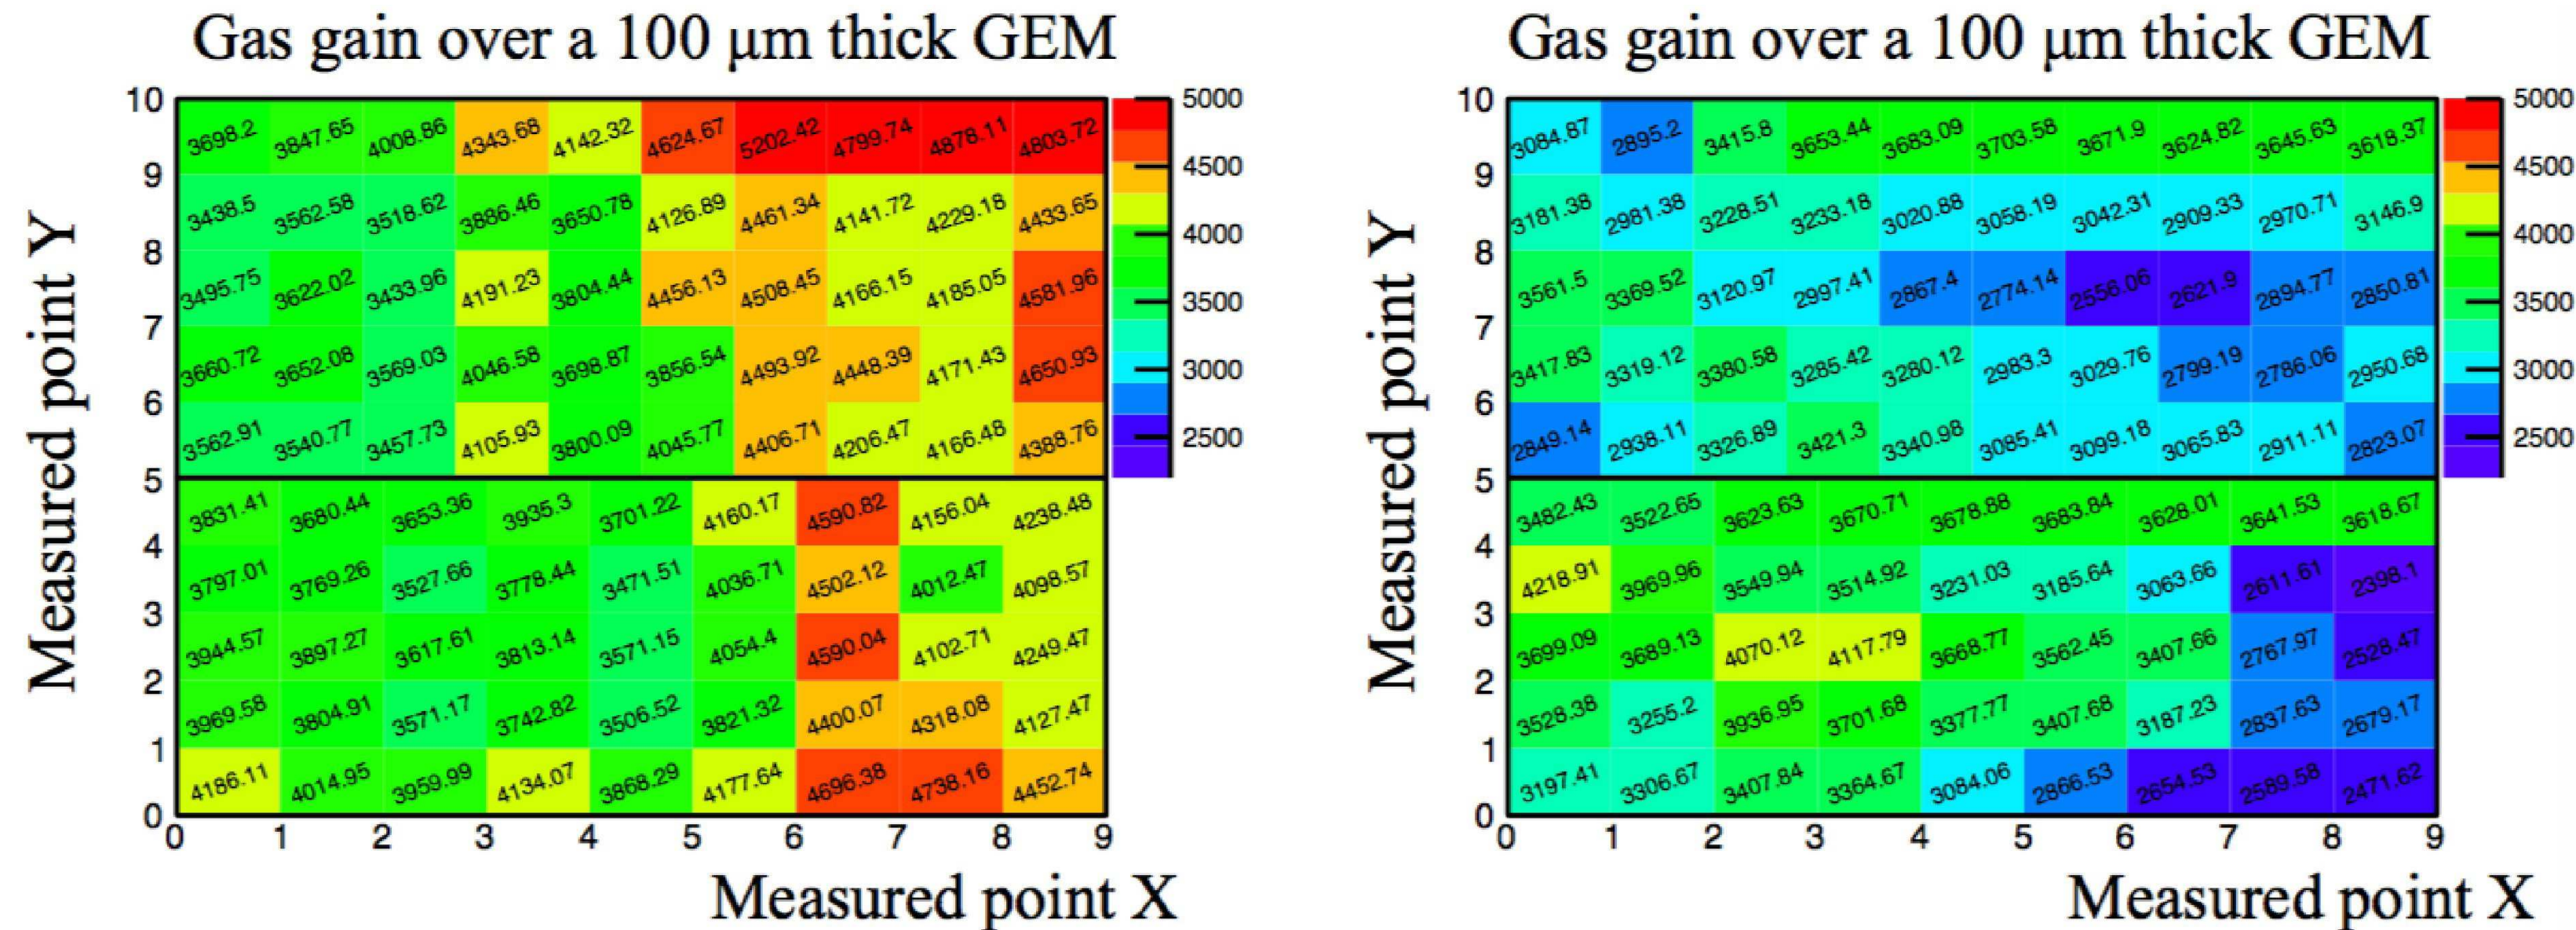 Gas gain over a 100 μm thick GEM
Measured point Y
10
3698.2 3847.65 4008.86 4343.68 4142.32 4624.67 5202.42 4799.74 4878.11 4803.72
9
3438.5 3562.58 3518.62 3886.46 3650.78 4126.89 4461.34 4141.72 4229.18 4433.65
8
3495.75 3622.02 3433.96 4191.23 3804.44 4456.13 4508.45 4166.15 4185.05 4581.96
7
3660.72 3652.08 3569.03 4046.58 3698.87 3856.54 4493.92 4448.39 4171.43 4650.93
6
3562.91 3540.77 3457.73 4105.93 3800.09 4045.77 4406.71 4206.47 4166.48 4388.76
5
3831.41 3680.44 3653.36 3935.3 3701.22 4160.17 4590.82 4156.04 4238.48
4
3797.01 3769.26 3527.66 3778.44 3471.51 4036.71 4502.12 4012.47 4098.57
3
3944.57 3897.27 3617.61 3813.14 3571.15 4054.4 4590.04 4102.71 4249.47
2
3969.58 3804.91 3571.17 3742.82 3506.52 3821.32 4400.07 4318.08 4127.47
1
4186.11 4014.95 3959.99 4134.07 3868.29 4177.64 4696.38 4738.16 4452.74
0
0 1 2 3 4 5 6 7 8 9
Measured point X
5000
4500
4000
3500
3000
2500
Gas gain over a 100 μm thick GEM
Measured point Y
10
3084.87 2895.2 3415.8 3653.44 3683.09 3703.58 3671.9 3624.82 3645.63 3618.37
9
3181.38 2981.38 3228.51 3233.18 3020.88 3058.19 3042.31 2909.33 2970.71 3146.9
8
3561.5 3369.52 3120.97 2997.41 2867.4 2774.14 2556.06 2621.9 2894.77 2850.81
7
3417.83 3319.12 3380.58 3285.42 3280.12 2983.3 3029.76 2799.19 2786.06 2950.68
6
2849.14 2938.11 3326.89 3421.3 3340.98 3085.41 3099.18 3065.83 2911.11 2823.07
5
3482.43 3522.65 3623.63 3670.71 3678.88 3683.84 3628.01 3641.53 3618.67
4
4218.91 3969.96 3549.94 3514.92 3231.03 3185.64 3063.66 2611.61 2398.1
3
3699.09 3689.13 4070.12 4117.79 3668.77 3562.45 3407.66 2767.97 2528.47
2
3528.38 3255.2 3936.95 3701.68 3377.77 3407.68 3187.23 2837.63 2679.17
1
3197.41 3306.67 3407.84 3364.67 3084.06 2866.53 2654.53 2589.58 2471.62
0
0 1 2 3 4 5 6 7 8 9
Measured point X
5000
4500
4000
3500
3000
2500